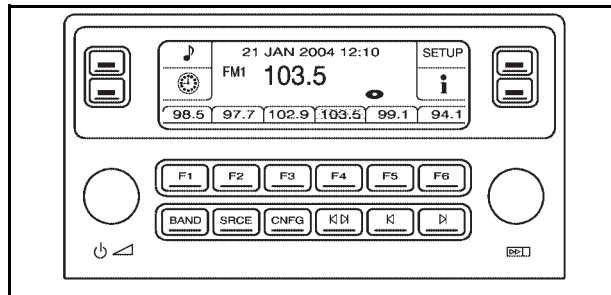 21 JAN 2004 12:10 SETUP
FM1 103.5 i
98.5 97.7 102.9 103.5 99.1 94.1
F1 F2 F3 F4 F5 F6
BAND SRCE CNFG